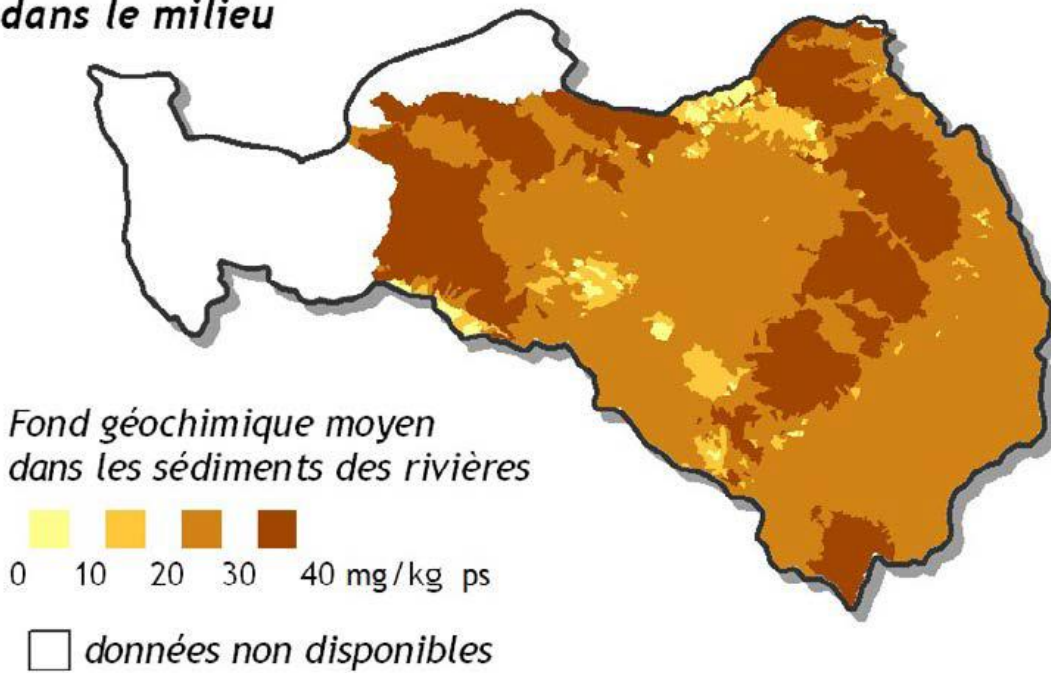 dans le milieu
Fond géochimique moyen
dans les sédiments des rivières
0 10 20 30 40 mg/kg ps
données non disponibles